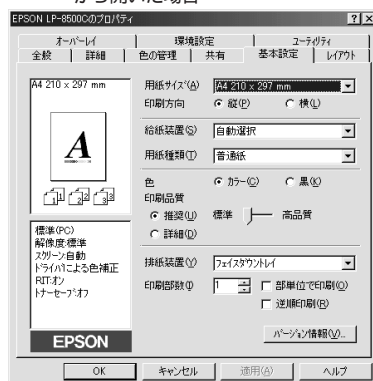 EPSON LP-8500Cのプロパティ
? ×
オーバーレイ 環境設定 ユーティリティ
全般 詳細 色の管理 共有 基本設定 レイアウト
A4 210 x 297 mm
A
1 1 2 2 3 3
標準(PC)
解像度:標準
スクリーン:自動
ドライバによる色補正
RIT:オン
トナーセーブ:オフ
EPSON
用紙サイズ(A) A4 210 x 297 mm
印刷方向 縦(P) 横(L)
給紙装置(S) 自動選択
用紙種類(T) 普通紙
色 カラー(C) 黒(K)
印刷品質
推奨(U) 標準 高品質
詳細(D)
排紙装置(Y) フェイスダウントレイ
印刷部数(I) 1 部単位で印刷(O)
逆順印刷(R)
バージョン情報(V)...
OK キャンセル 適用(A) ヘルプ